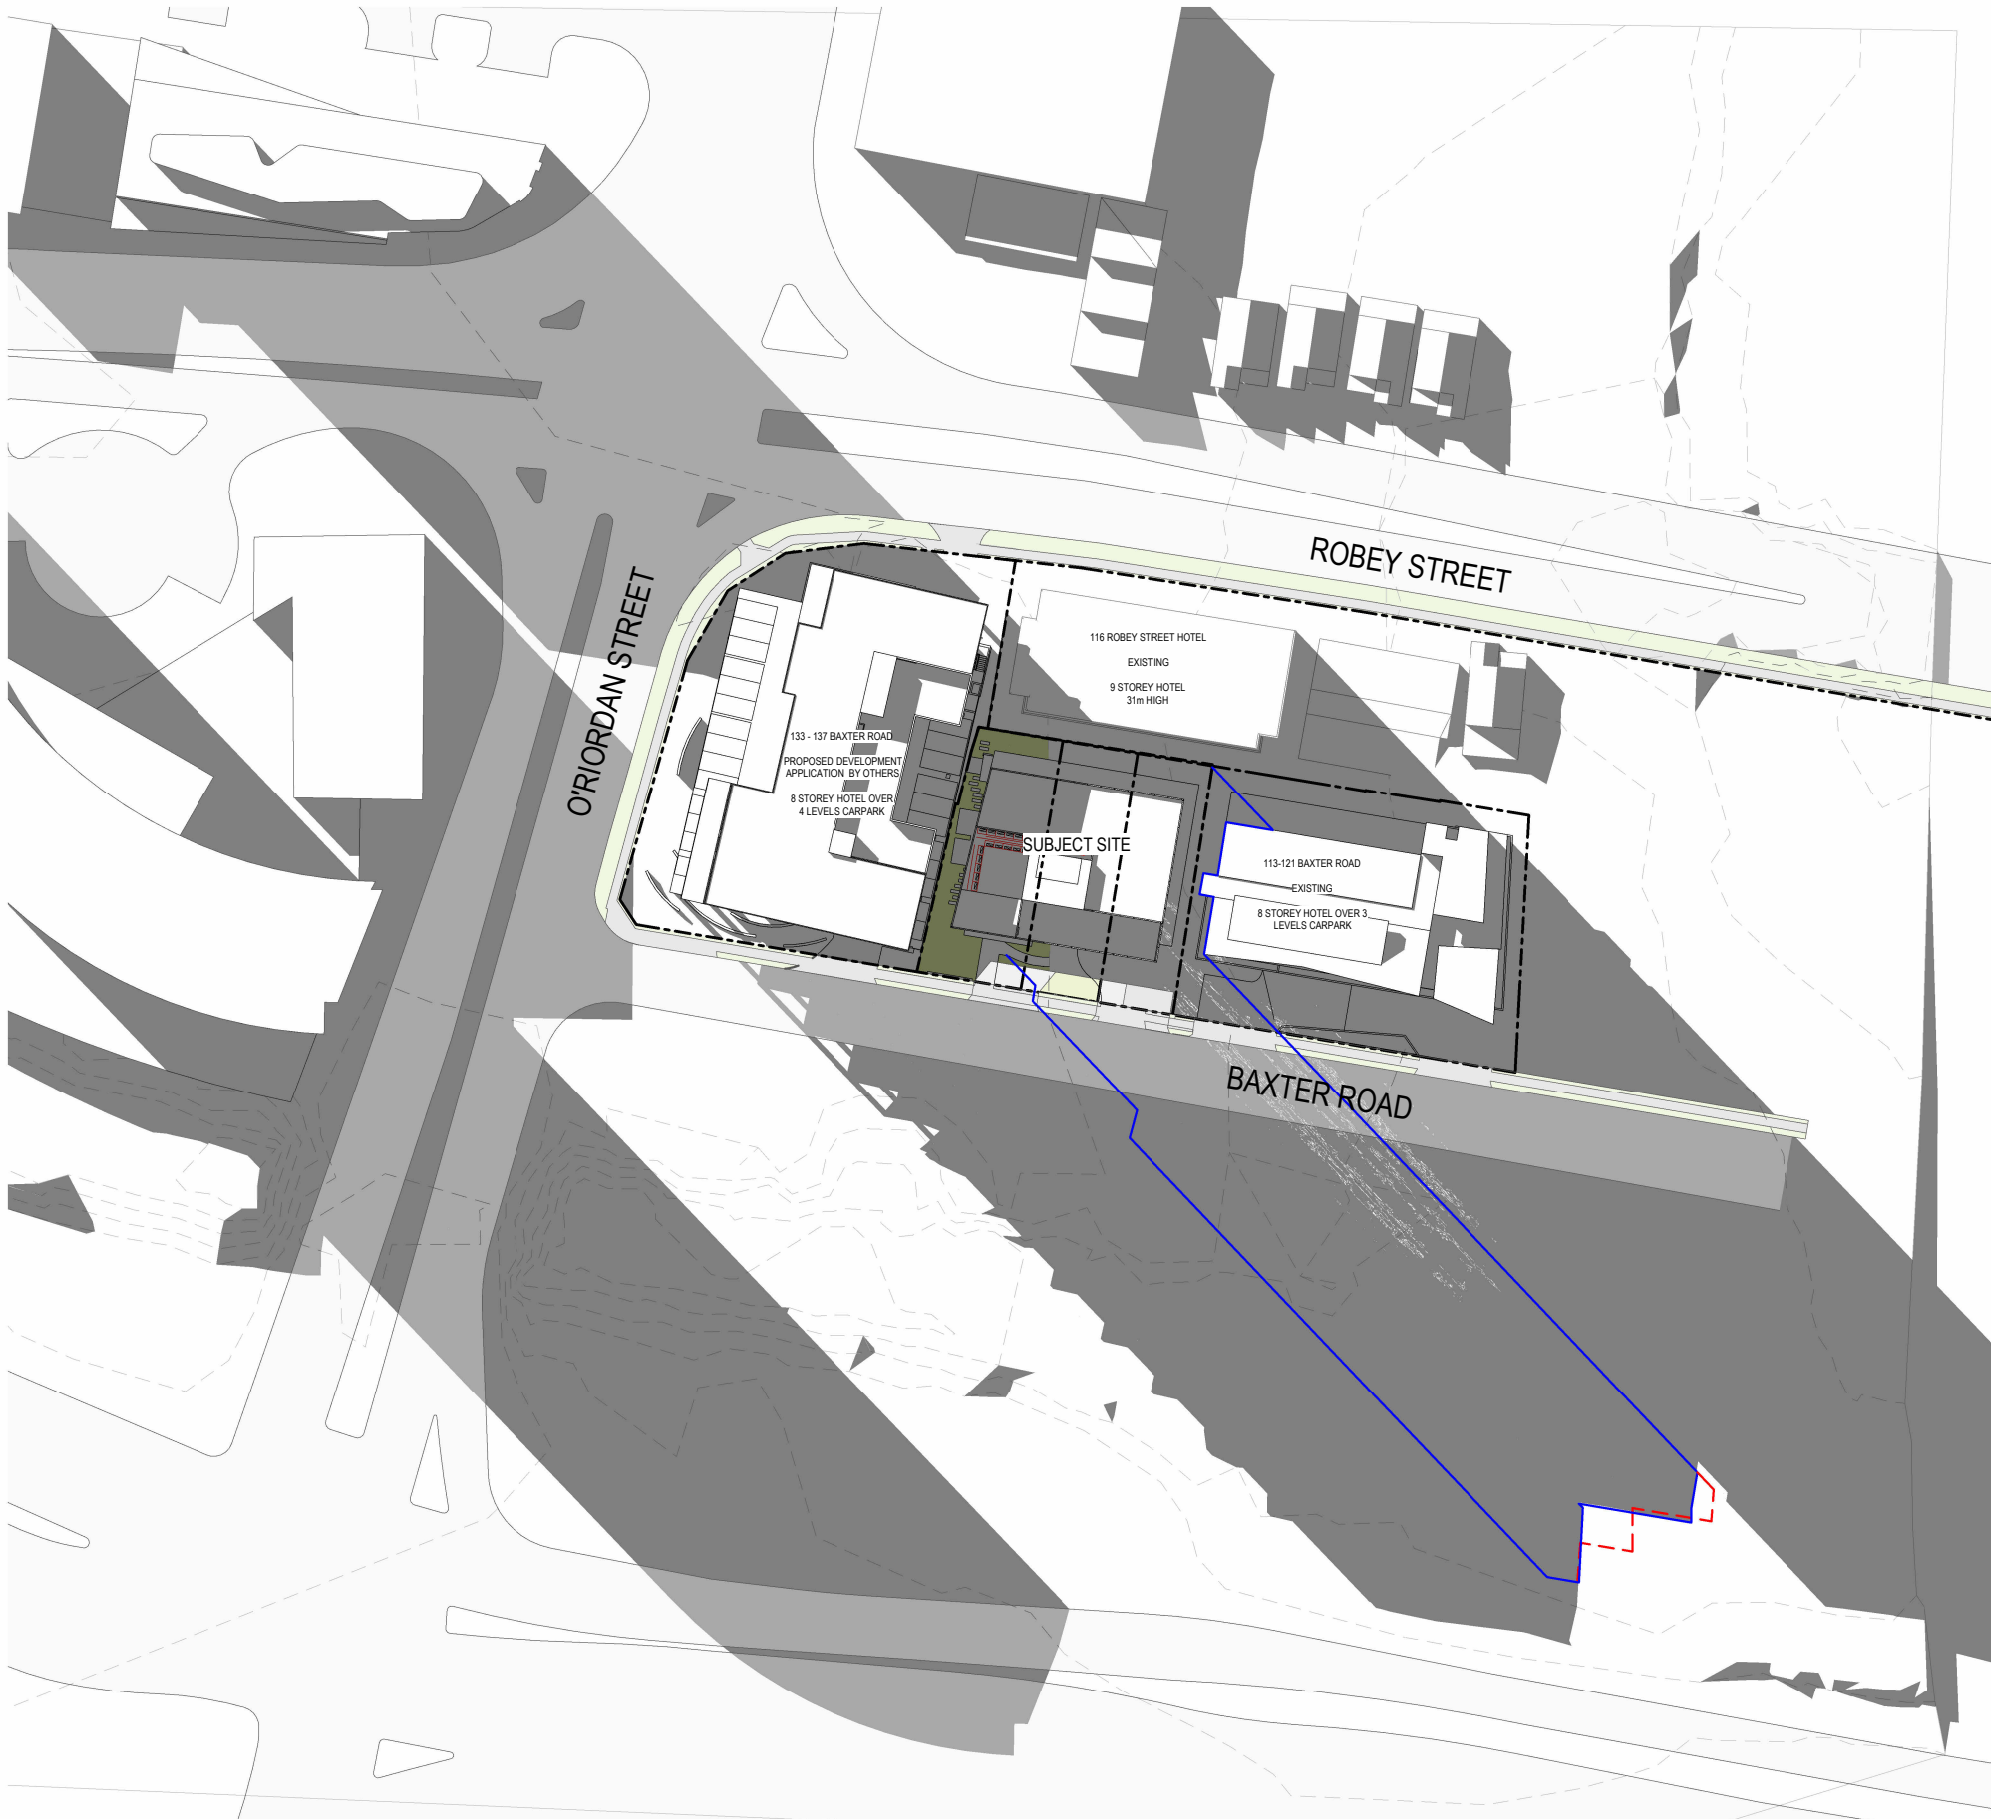 ROBEY STREET
O'RIORDAN STREET
116 ROBEY STREET HOTEL
EXISTING
9 STOREY HOTEL
31m HIGH
133 - 137 BAXTER ROAD
PROPOSED DEVELOPMENT
APPLICATION BY OTHERS
8 STOREY HOTEL OVER
4 LEVELS CARPARK
SUBJECT SITE
113-121 BAXTER ROAD
EXISTING
8 STOREY HOTEL OVER 3
LEVELS CARPARK
BAXTER ROAD